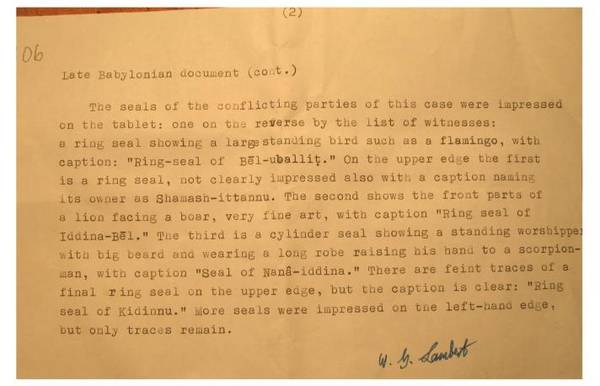 (2)
06
Late Babylonian document (cont.)
The seals of the conflicting parties of this case were impressed
on the tablet: one on the reverse by the list of witnesses:
a ring seal showing a large standing bird such as a flamingo, with
caption: "Ring-seal of Bēl-uballiṭ." On the upper edge the first
is a ring seal, not clearly impressed also with a caption naming
its owner as Shamash-ittannu. The second shows the front parts of
a lion facing a boar, very fine art, with caption "Ring seal of
Iddina-Bēl." The third is a cylinder seal showing a standing worshipper
with big beard and wearing a long robe raising his hand to a scorpion-
man, with caption "Seal of Nanâ-iddina." There are feint traces of a
final ring seal on the upper edge, but the caption is clear: "Ring
seal of Kidinnu." More seals were impressed on the left-hand edge,
but only traces remain.
W. G. Lambert